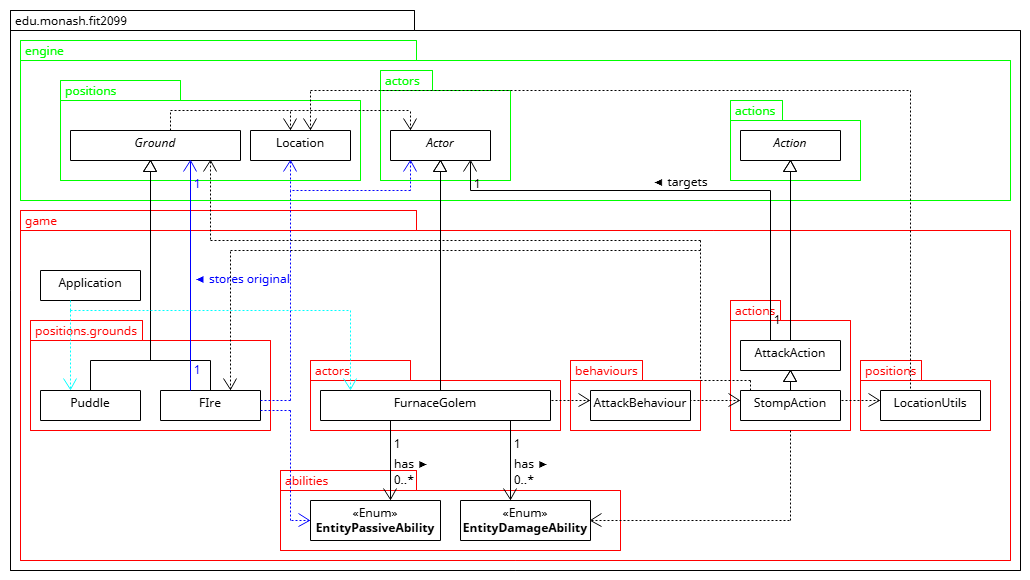 edu.monash.fit2099
engine
positions
actors
actions
Ground
Location
Actor
Action
1
1
◄ targets
game
Application
◄ stores original
positions.grounds
actions
1
1
actors
behaviours
AttackAction
positions
Puddle
FIre
FurnaceGolem
AttackBehaviour
StompAction
LocationUtils
1
1
has ►
has ►
0..*
0..*
abilities
«Enum»
EntityPassiveAbility
«Enum»
EntityDamageAbility